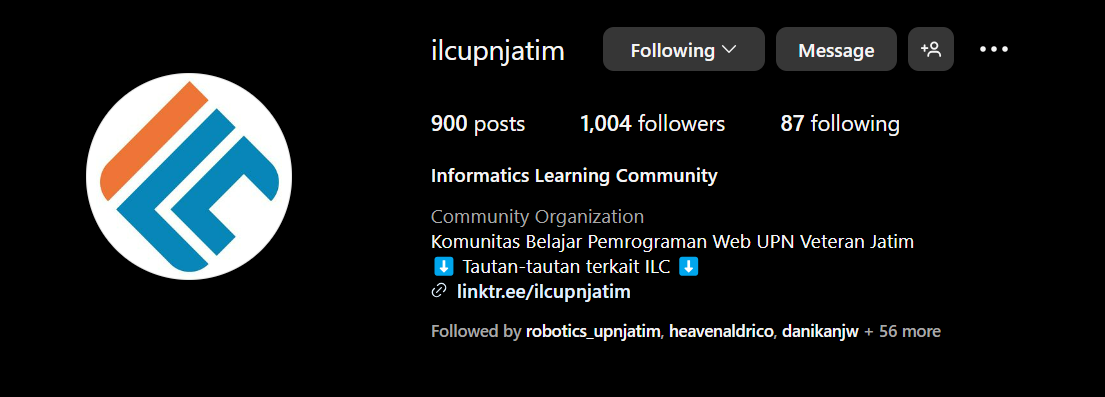 ilcupnjatim Following Message
900 posts 1,004 followers 87 following
Informatics Learning Community
Community Organization
Komunitas Belajar Pemrograman Web UPN Veteran Jatim
⬇️ Tautan-tautan terkait ILC ⬇️
linktr.ee/ilcupnjatim
Followed by robotics_upnjatim, heavenaldrico, danikanjw + 56 more